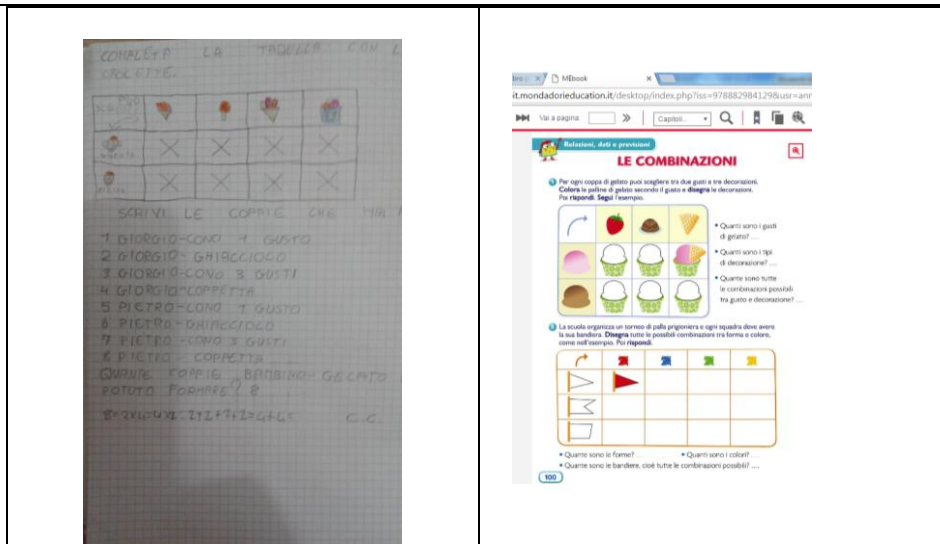 COMPLETA LA TABELLA CON L
CROCETTE.
SCRIVI LE COPPIE CHE HAI
1 GIORGIO-CONO 1 GUSTO
2 GIORGIO-GHIACCIOLO
3 GIORGIO-CONO 3 GUSTI
4 GIORGIO-COPPETTA
5 PIETRO-CONO 1 GUSTO
6 PIETRO-GHIACCIOLO
7 PIETRO-CONO 3 GUSTI
8 PIETRO-COPPETTA
QUANTE COPPIE BAMBINO-GELATO
POTUTO FORMARE? 8
8=2x4=4x2=2+2+2+2=4+4=
C.C.
MEbook
it.mondadorieducation.it/desktop/index.php?iss=978882984129&usr=anr
Vai a pagina
Capitoli...
Relazioni, dati e previsioni
LE COMBINAZIONI
1 Per ogni coppa di gelato puoi scegliere tra due gusti e tre decorazioni.
Colora le palline di gelato secondo il gusto e disegna le decorazioni.
Poi rispondi. Segui l'esempio.
• Quanti sono i gusti
di gelato? ....
• Quanti sono i tipi
di decorazione? ....
• Quante sono tutte
le combinazioni possibili
tra gusto e decorazione? ....
2 La scuola organizza un torneo di palla prigioniera e ogni squadra deve avere
la sua bandiera. Disegna tutte le possibili combinazioni tra forma e colore,
come nell'esempio. Poi rispondi.
• Quante sono le forme? ....
• Quanti sono i colori? ....
• Quante sono le bandiere, cioè tutte le combinazioni possibili? ....
100